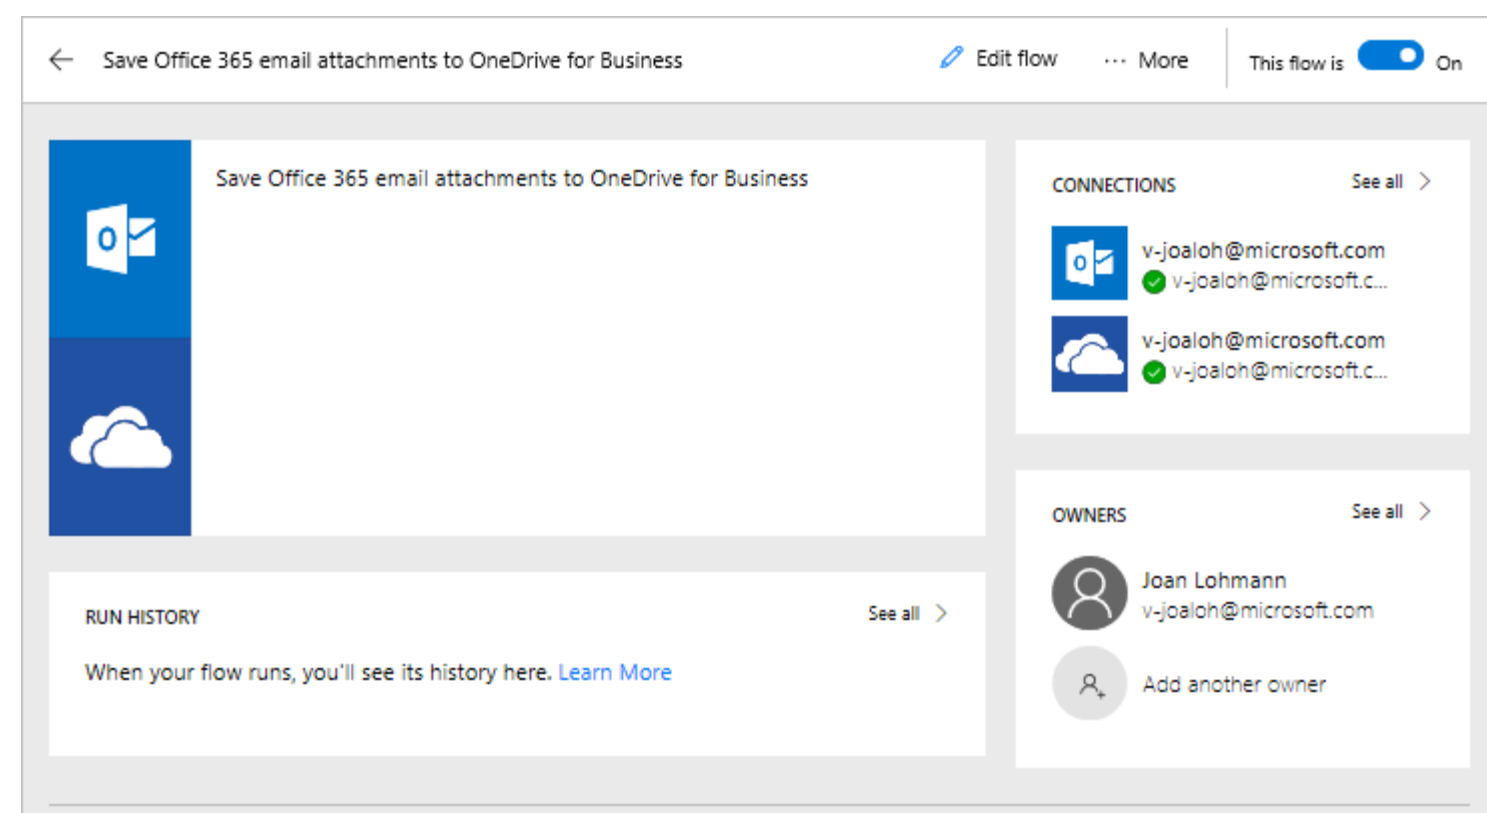 Save Office 365 email attachments to OneDrive for Business
Edit flow
··· More
This flow is
On
Save Office 365 email attachments to OneDrive for Business
CONNECTIONS
See all
v-joaloh@microsoft.com
v-joaloh@microsoft.c...
v-joaloh@microsoft.com
v-joaloh@microsoft.c...
OWNERS
See all
Joan Lohmann
v-joaloh@microsoft.com
Add another owner
RUN HISTORY
See all
When your flow runs, you'll see its history here. Learn More